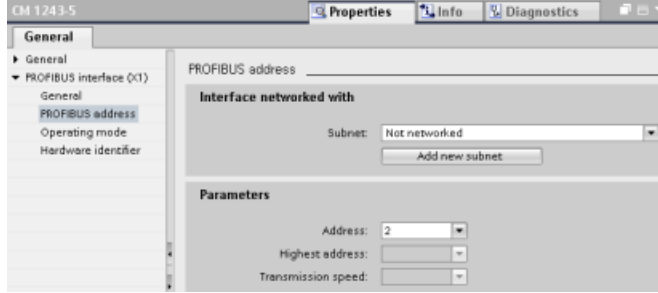 CM 1243-5
Properties
Info
Diagnostics
General
General
PROFIBUS interface (X1)
General
PROFIBUS address
Operating mode
Hardware identifier
PROFIBUS address
Interface networked with
Subnet: Not networked
Add new subnet
Parameters
Address: 2
Highest address:
Transmission speed: